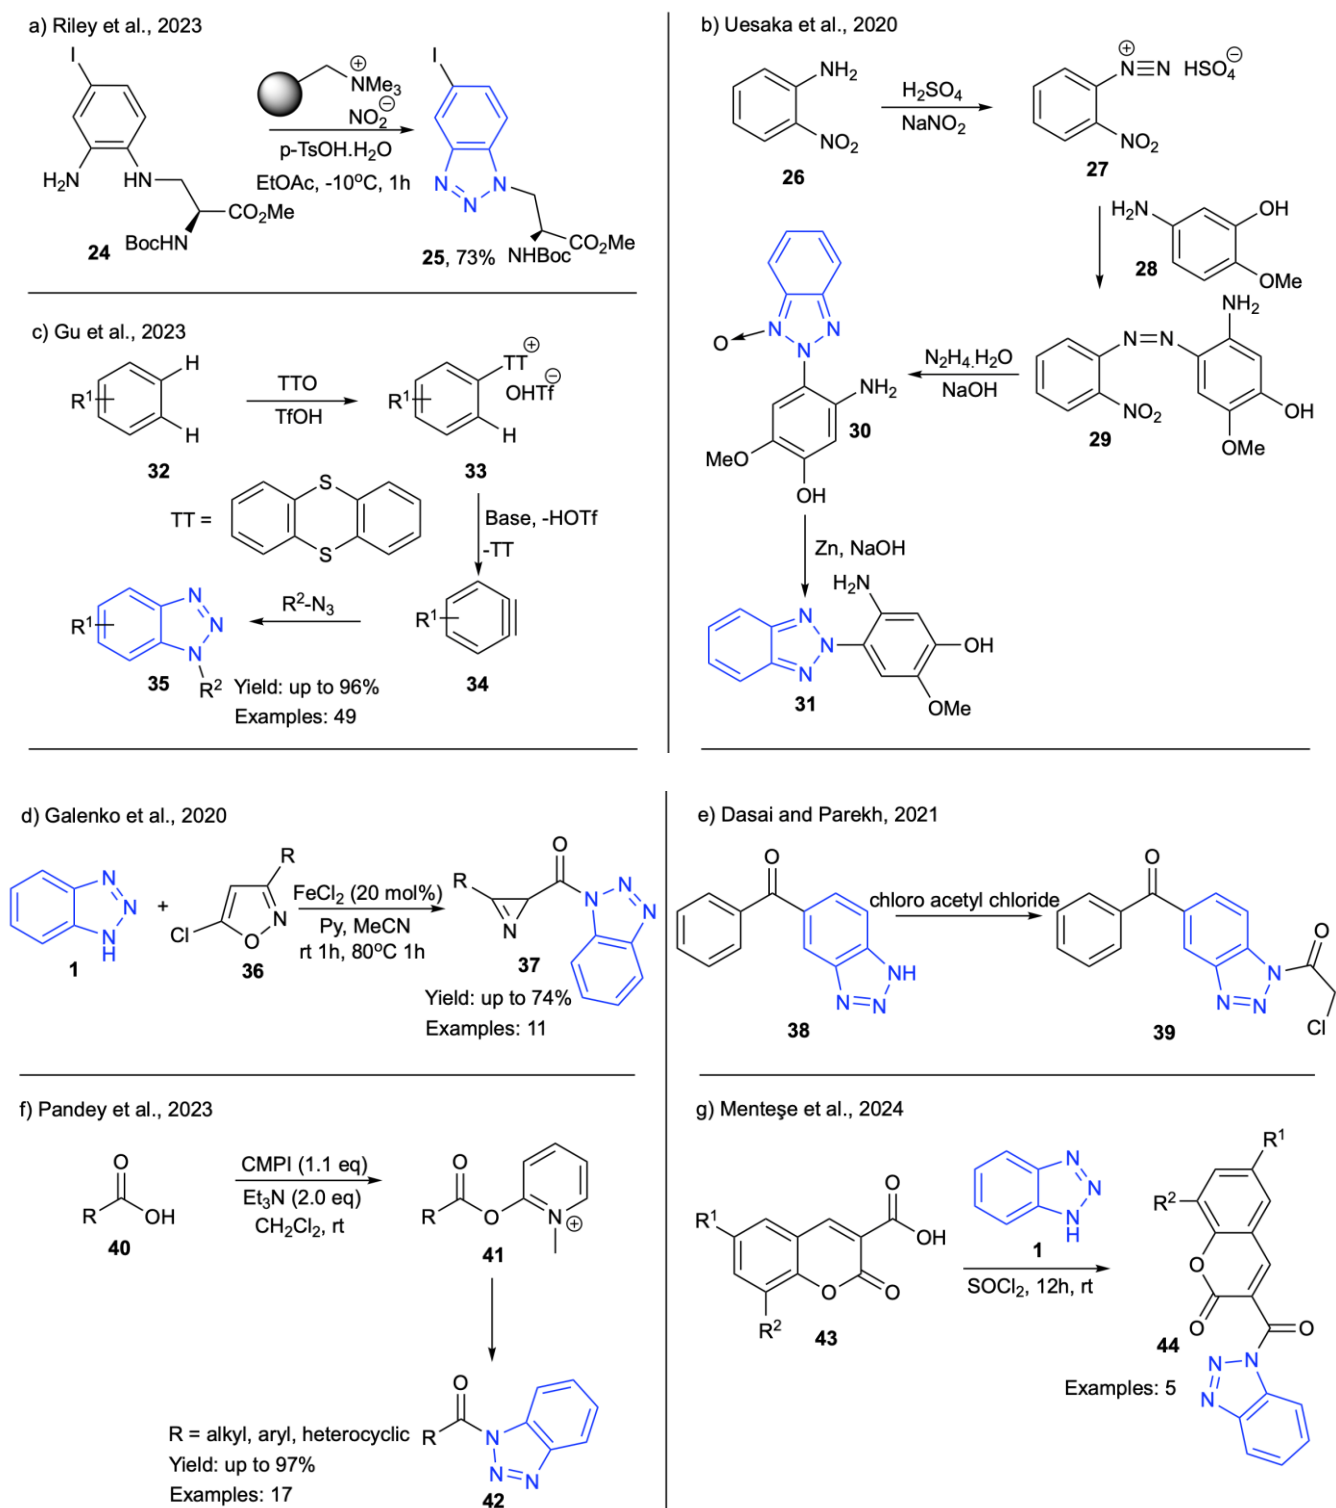 a) Riley et al., 2023
I
H₂N
HN
BocHN
CO₂Me
24
⊕
NMe₃
⊖
NO₂
p-TsOH.H₂O
EtOAc, -10°C, 1h
I
N
N
N
CO₂Me
NHBoc
25, 73%
b) Uesaka et al., 2020
NH₂
NO₂
26
H₂SO₄
NaNO₂
⊕
N≡N
HSO₄⊖
NO₂
27
H₂N
OH
OMe
28
NH₂
N=N
NO₂
OH
OMe
29
N₂H₄.H₂O
NaOH
N
N
N
O
NH₂
MeO
OH
30
Zn, NaOH
H₂N
N
N
N
OH
OMe
31
c) Gu et al., 2023
R¹
H
H
32
TTO
TfOH
TT⊕
OHTf⊖
R¹
H
33
TT =
S
S
Base, -HOTf
-TT
R¹
34
R²-N₃
R¹
N
N
N
R²
35
Yield: up to 96%
Examples: 49
d) Galenko et al., 2020
N
N
N
H
1
+
R
Cl
O
N
36
FeCl₂ (20 mol%)
Py, MeCN
rt 1h, 80°C 1h
R
N
O
N
N
N
37
Yield: up to 74%
Examples: 11
e) Dasai and Parekh, 2021
O
NH
N
N
38
chloro acetyl chloride
O
N
N
N
O
Cl
39
f) Pandey et al., 2023
O
R
OH
40
CMPI (1.1 eq)
Et₃N (2.0 eq)
CH₂Cl₂, rt
O
R
O
N
⊕
41
O
R
N
N
N
42
R = alkyl, aryl, heterocyclic
Yield: up to 97%
Examples: 17
g) Menteşe et al., 2024
R¹
R²
O
O
O
OH
43
N
N
N
H
1
SOCl₂, 12h, rt
R¹
R²
O
O
O
N
N
N
44
Examples: 5